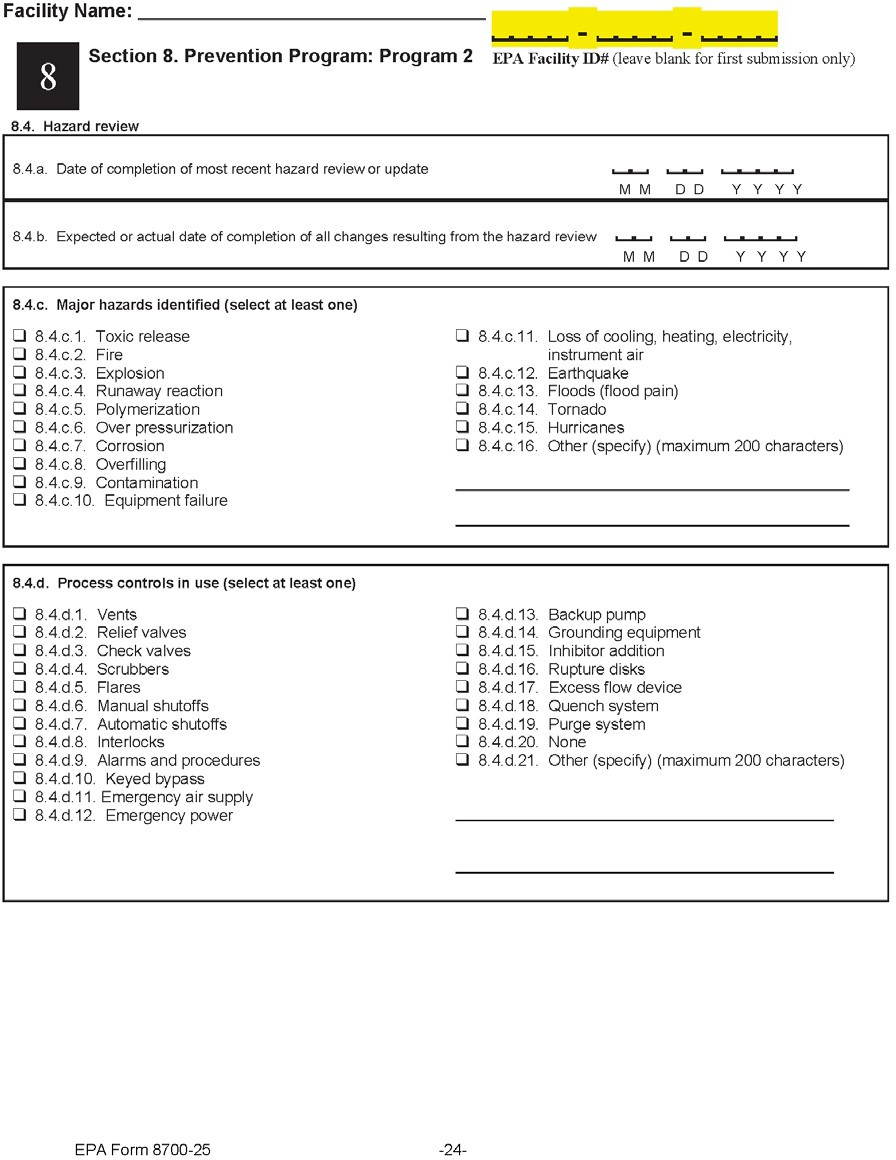 Facility Name:
8
Section 8. Prevention Program: Program 2
EPA Facility ID# (leave blank for first submission only)
8.4. Hazard review
8.4.a. Date of completion of most recent hazard review or update
M M D D Y Y Y Y
8.4.b. Expected or actual date of completion of all changes resulting from the hazard review
M M D D Y Y Y Y
8.4.c. Major hazards identified (select at least one)
8.4.c.1. Toxic release
8.4.c.2. Fire
8.4.c.3. Explosion
8.4.c.4. Runaway reaction
8.4.c.5. Polymerization
8.4.c.6. Over pressurization
8.4.c.7. Corrosion
8.4.c.8. Overfilling
8.4.c.9. Contamination
8.4.c.10. Equipment failure
8.4.c.11. Loss of cooling, heating, electricity,
instrument air
8.4.c.12. Earthquake
8.4.c.13. Floods (flood pain)
8.4.c.14. Tornado
8.4.c.15. Hurricanes
8.4.c.16. Other (specify) (maximum 200 characters)
8.4.d. Process controls in use (select at least one)
8.4.d.1. Vents
8.4.d.2. Relief valves
8.4.d.3. Check valves
8.4.d.4. Scrubbers
8.4.d.5. Flares
8.4.d.6. Manual shutoffs
8.4.d.7. Automatic shutoffs
8.4.d.8. Interlocks
8.4.d.9. Alarms and procedures
8.4.d.10. Keyed bypass
8.4.d.11. Emergency air supply
8.4.d.12. Emergency power
8.4.d.13. Backup pump
8.4.d.14. Grounding equipment
8.4.d.15. Inhibitor addition
8.4.d.16. Rupture disks
8.4.d.17. Excess flow device
8.4.d.18. Quench system
8.4.d.19. Purge system
8.4.d.20. None
8.4.d.21. Other (specify) (maximum 200 characters)
EPA Form 8700-25
-24-